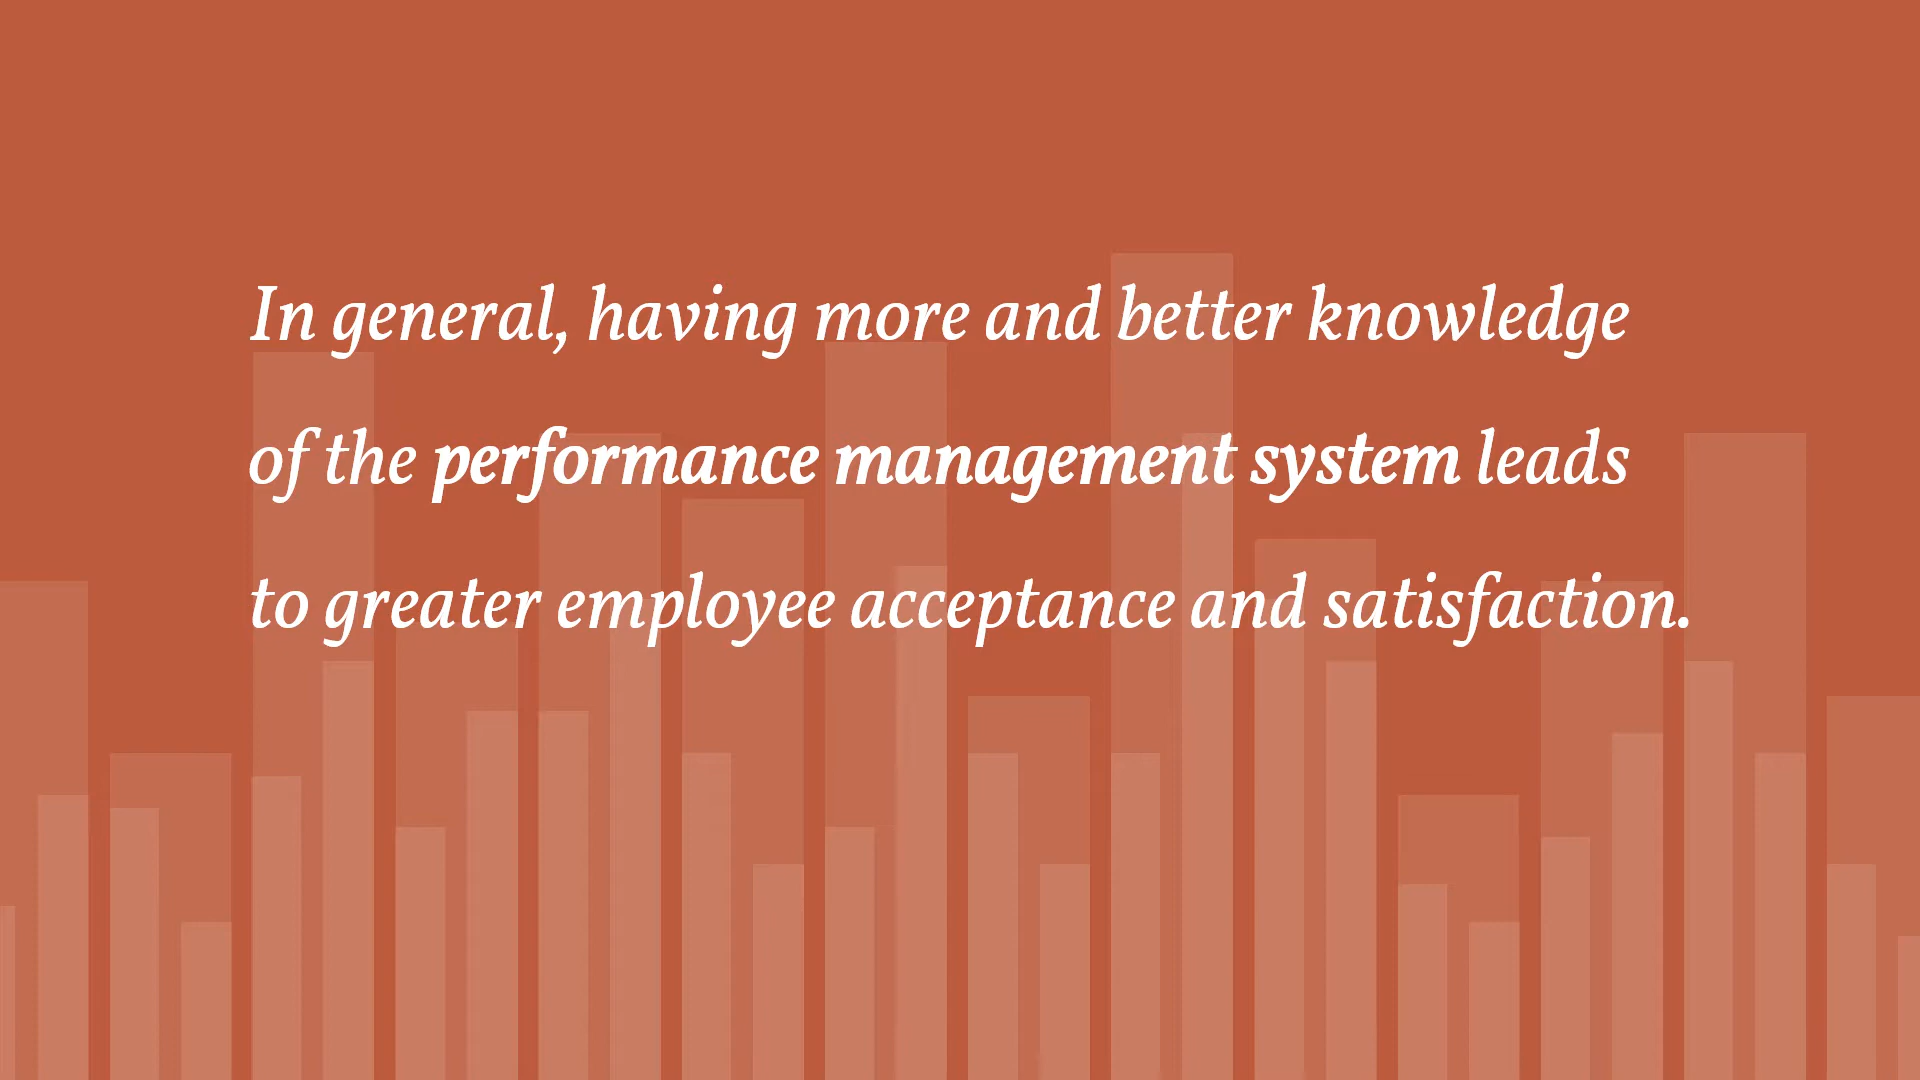 In general, having more and better knowledge
of the performance management system leads
to greater employee acceptance and satisfaction.